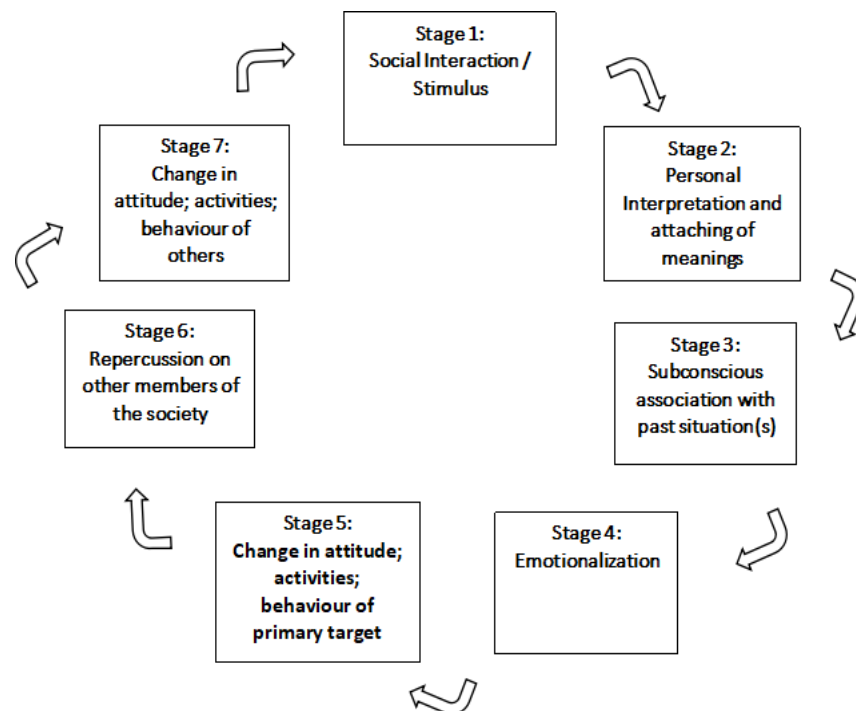 Stage 1:
Social Interaction /
Stimulus
Stage 2:
Personal
Interpretation and
attaching of
meanings
Stage 3:
Subconscious
association with
past situation(s)
Stage 4:
Emotionalization
Stage 5:
Change in attitude;
activities;
behaviour of
primary target
Stage 6:
Repercussion on
other members of
the society
Stage 7:
Change in
attitude; activities;
behaviour of
others